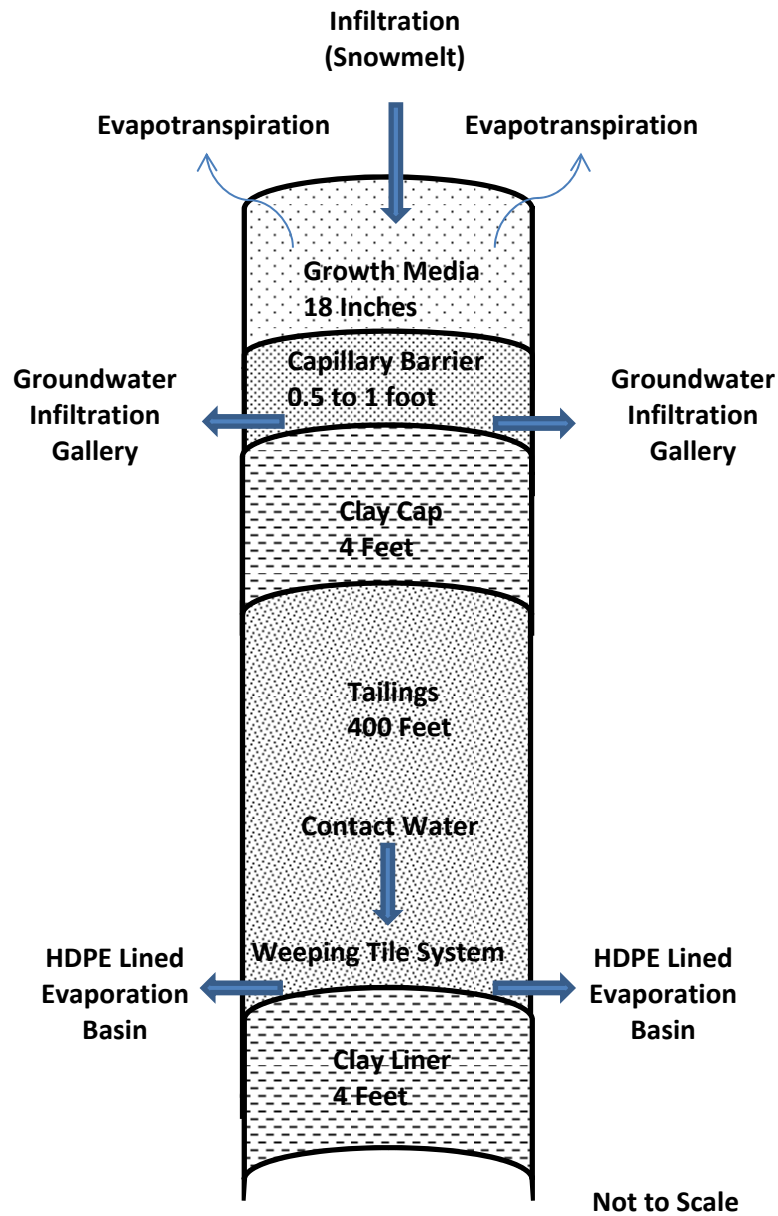 Infiltration
(Snowmelt)
Evapotranspiration
Evapotranspiration
Growth Media
18 Inches
Capillary Barrier
0.5 to 1 foot
Groundwater
Infiltration
Gallery
Groundwater
Infiltration
Gallery
Clay Cap
4 Feet
Tailings
400 Feet
Contact Water
Weeping Tile System
HDPE Lined
Evaporation
Basin
HDPE Lined
Evaporation
Basin
Clay Liner
4 Feet
Not to Scale